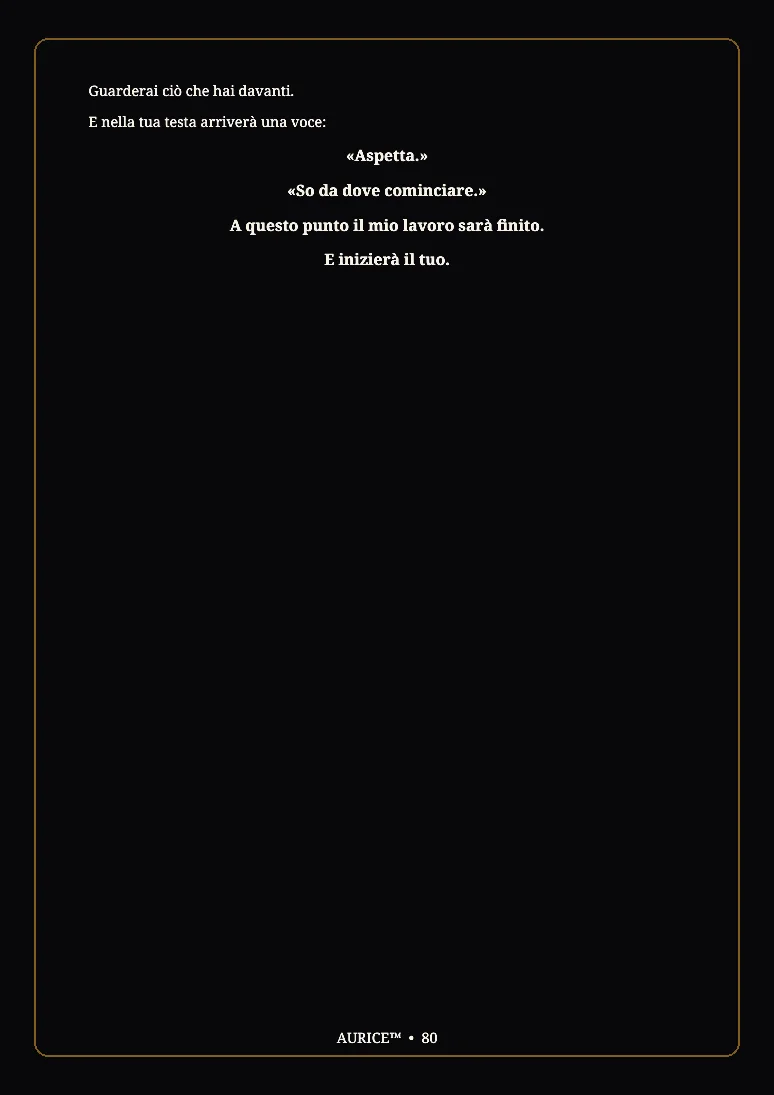 Guarderai ciò che hai davanti.
E nella tua testa arriverà una voce:
«Aspetta.»
«So da dove cominciare.»
A questo punto il mio lavoro sarà finito.
E inizierà il tuo.
AURICE™ • 80